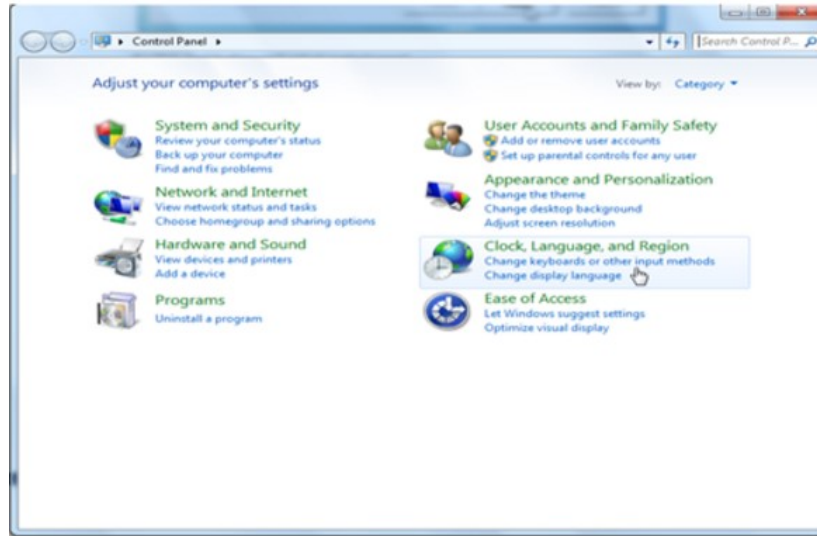 Control Panel
Search Control P...
Adjust your computer's settings
View by: Category
System and Security
Review your computer's status
Back up your computer
Find and fix problems
Network and Internet
View network status and tasks
Choose homegroup and sharing options
Hardware and Sound
View devices and printers
Add a device
Programs
Uninstall a program
User Accounts and Family Safety
Add or remove user accounts
Set up parental controls for any user
Appearance and Personalization
Change the theme
Change desktop background
Adjust screen resolution
Clock, Language, and Region
Change keyboards or other input methods
Change display language
Ease of Access
Let Windows suggest settings
Optimize visual display